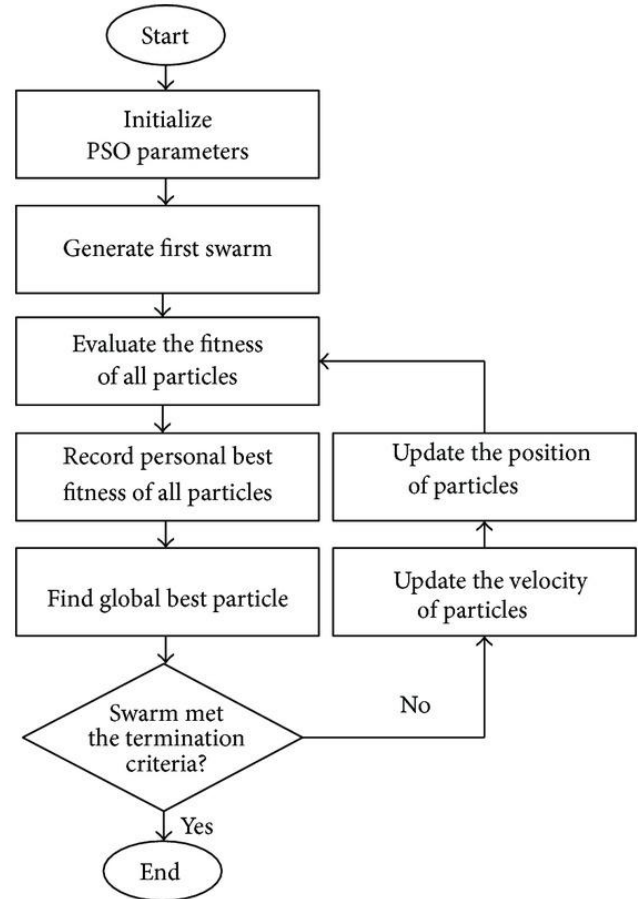 Start
Initialize
PSO parameters
Generate first swarm
Evaluate the fitness
of all particles
Record personal best
fitness of all particles
Find global best particle
Swarm met
the termination
criteria?
No
Update the velocity
of particles
Update the position
of particles
Yes
End